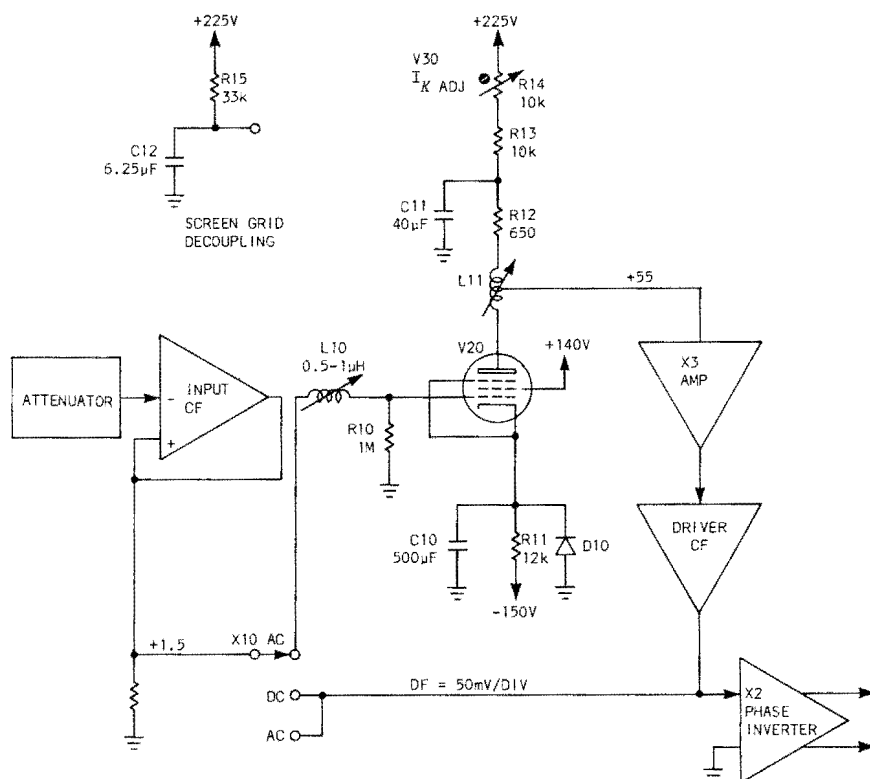 +225V
R15
33k
C12
6.25µF
SCREEN GRID
DECOUPLING
+225V
V30
IK ADJ
R14
10k
R13
10k
C11
40µF
R12
650
L11
+55
L10
0.5-1µH
V20
+140V
X3
AMP
ATTENUATOR
-
INPUT
CF
+
R10
1M
C10
500µF
R11
12k
D10
-150V
DRIVER
CF
+1.5
X10 AC
DC
DF = 50mV/DIV
AC
X2
PHASE
INVERTER